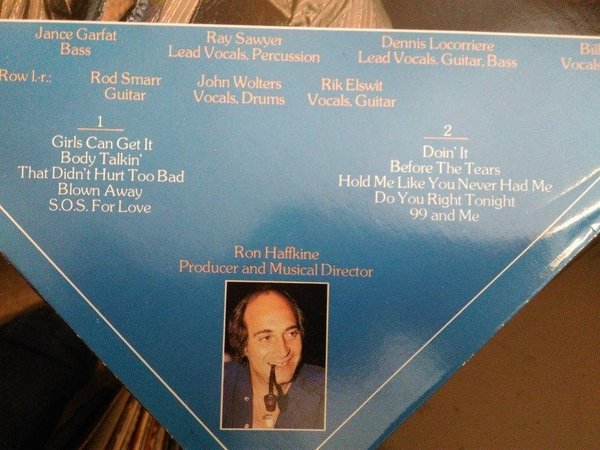 Jance Garfat
Bass
Ray Sawyer
Lead Vocals, Percussion
Dennis Locorriere
Lead Vocals, Guitar, Bass
Bill
Vocals
Row l.-r.:
Rod Smarr
Guitar
John Wolters
Vocals, Drums
Rik Elswit
Vocals, Guitar
1
Girls Can Get It
Body Talkin'
That Didn't Hurt Too Bad
Blown Away
S.O.S. For Love
2
Doin' It
Before The Tears
Hold Me Like You Never Had Me
Do You Right Tonight
99 and Me
Ron Haffkine
Producer and Musical Director